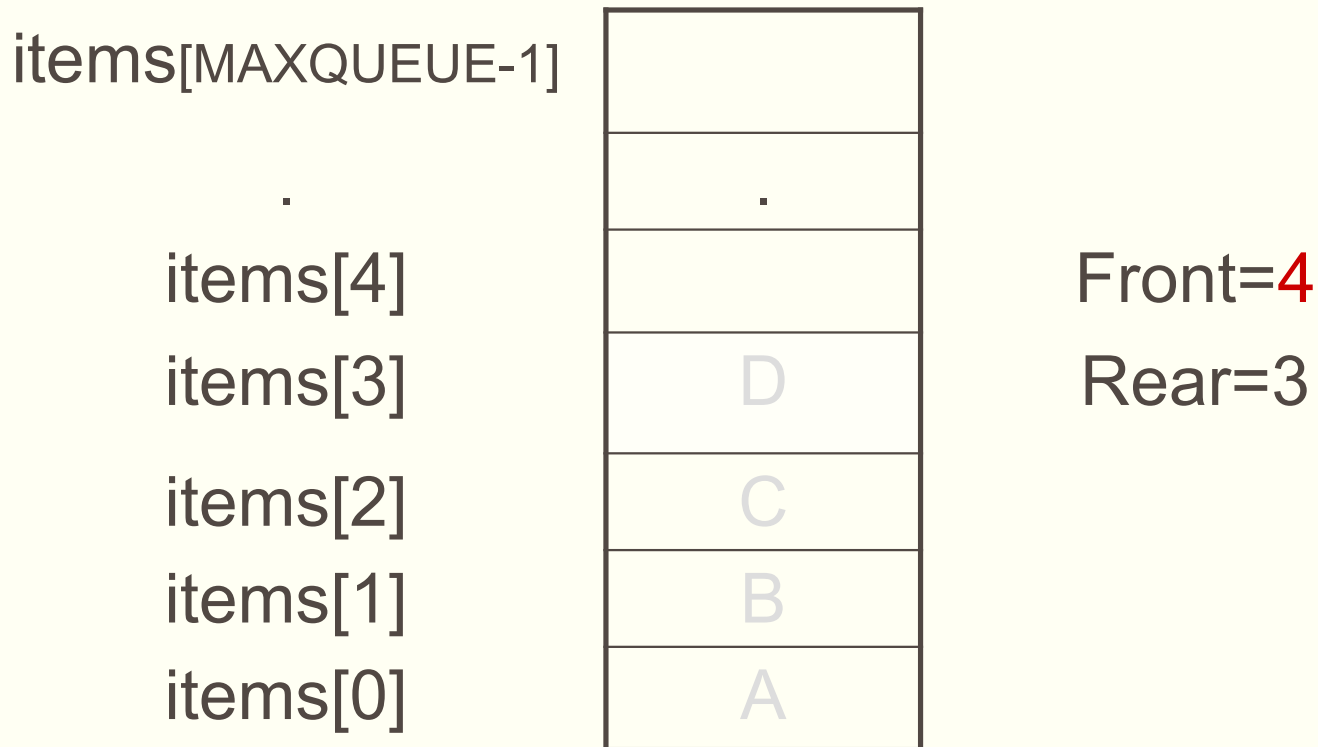 items[MAXQUEUE-1]
. .
items[4] Front=4
items[3] D Rear=3
items[2] C
items[1] B
items[0] A